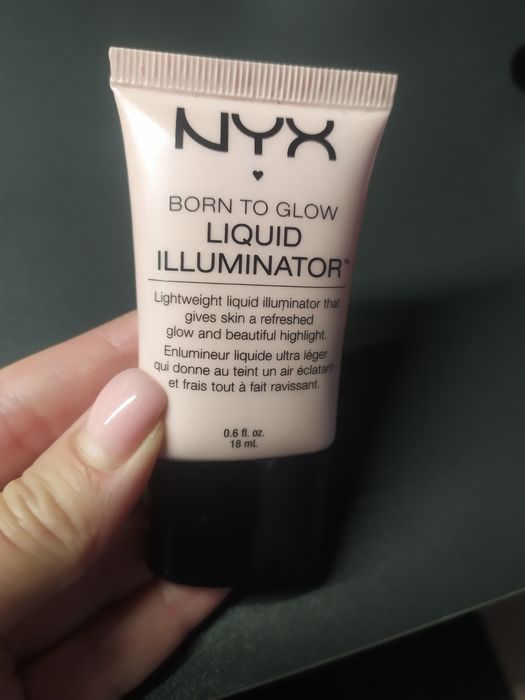 NYX
BORN TO GLOW
LIQUID
ILLUMINATOR™
Lightweight liquid illuminator that
gives skin a refreshed
glow and beautiful highlight.
Enlumineur liquide ultra léger
qui donne au teint un air éclatant
et frais tout à fait ravissant.
0.6 fl. oz.
18 mL